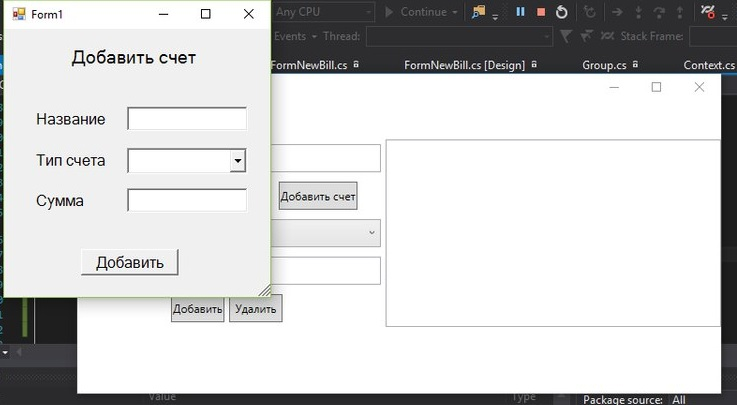 Form1
Any CPU
Continue
Events
Thread:
Stack Frame:
FormNewBill.cs
FormNewBill.cs [Design]
Group.cs
Context.cs
Добавить счет
Название
Тип счета
Сумма
Добавить
Добавить счет
Добавить
Удалить
Value
Type
Package source:
All